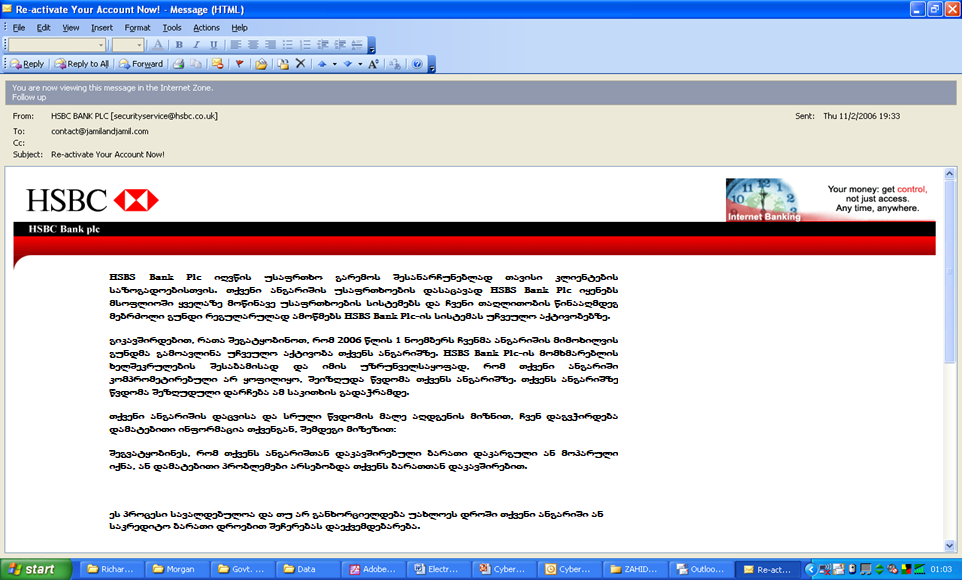 Re-activate Your Account Now! - Message (HTML)
File Edit View Insert Format Tools Actions Help
Reply Reply to All Forward
You are now viewing this message in the Internet Zone.
Follow up
From: HSBC BANK PLC [securityservice@hsbc.co.uk] Sent: Thu 11/2/2006 19:33
To: contact@jamilandjamil.com
Cc:
Subject: Re-activate Your Account Now!
HSBC
Internet Banking
Your money: get control,
not just access.
Any time, anywhere.
HSBC Bank plc
HSBS Bank Plc იღვწის უსაფრთხო გარემოს შესანარჩუნებლად თავისი კლიენტების
საზოგადოებისთვის. თქვენი ანგარიშის უსაფრთხოების დასაცავად HSBS Bank Plc იყენებს
მსოფლიოში ყველაზე მოწინავე უსაფრთხოების სისტემებს და ჩვენი თაღლითობის წინააღმდეგ
მებრძოლი გუნდი რეგულარულად ამოწმებს HSBS Bank Plc-ის სისტემას უჩვეულო აქტივობებზე.
გიკავშირდებით, რათა შეგატყობინოთ, რომ 2006 წლის 1 ნოემბერს ჩვენმა ანგარიშის მიმოხილვის
გუნდმა გამოავლინა უჩვეულო აქტივობა თქვენს ანგარიშზე. HSBS Bank Plc-ის მომხმარებლის
ხელშეკრულების შესაბამისად და იმის უზრუნველსაყოფად, რომ თქვენი ანგარიში
კომპრომეტირებული არ ყოფილიყო, შეიზღუდა წვდომა თქვენს ანგარიშზე. თქვენს ანგარიშზე
წვდომა შეზღუდული დარჩება ამ საკითხის გადაჭრამდე.
თქვენი ანგარიშის დაცვისა და სრული წვდომის მალე აღდგენის მიზნით, ჩვენ დაგვჭირდება
დამატებითი ინფორმაცია თქვენგან, შემდეგი მიზეზით:
შეგვატყობინეს, რომ თქვენს ანგარიშთან დაკავშირებული ბარათი დაკარგული ან მოპარული
იქნა, ან დამატებითი პრობლემები არსებობდა თქვენს ბარათთან დაკავშირებით.
ეს პროცესი სავალდებულოა და თუ არ განხორციელდება უახლოეს დროში თქვენი ანგარიში ან
საკრედიტო ბარათი დროებით შეჩერებას დაექვემდებარება.
start Richar... Morgan Govt. ... Data Adobe... Electr... Cyber... Cyber... ZAHID... Outloo... Re-act... 01:03